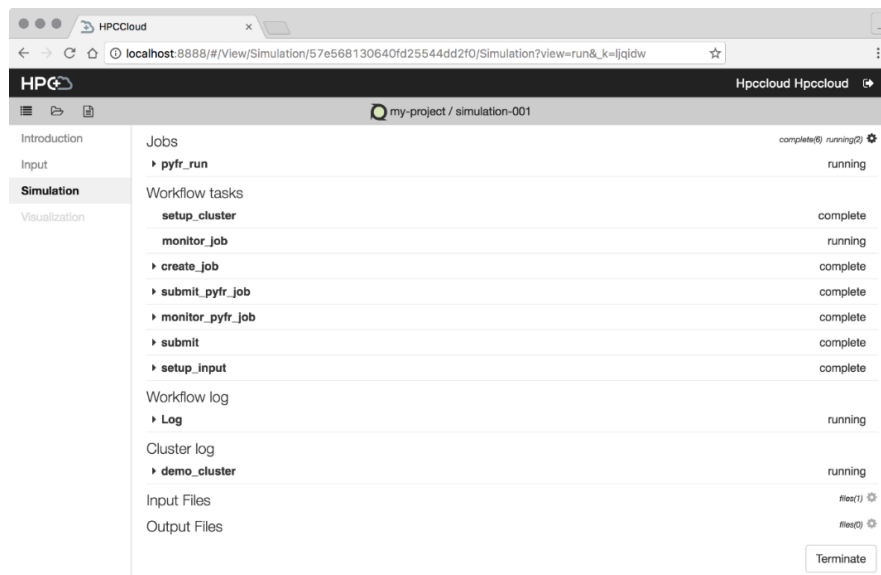 HPCCloud
localhost:8888/#/View/Simulation/57e568130640fd25544dd2f0/Simulation?view=run&_k=ljqidw
HPC
Hpccloud Hpccloud
my-project / simulation-001
Introduction
Input
Simulation
Visualization
Jobs
complete(6) running(2)
pyfr_run running
Workflow tasks
setup_cluster complete
monitor_job running
create_job complete
submit_pyfr_job complete
monitor_pyfr_job complete
submit complete
setup_input complete
Workflow log
Log running
Cluster log
demo_cluster running
Input Files files(1)
Output Files files(0)
Terminate